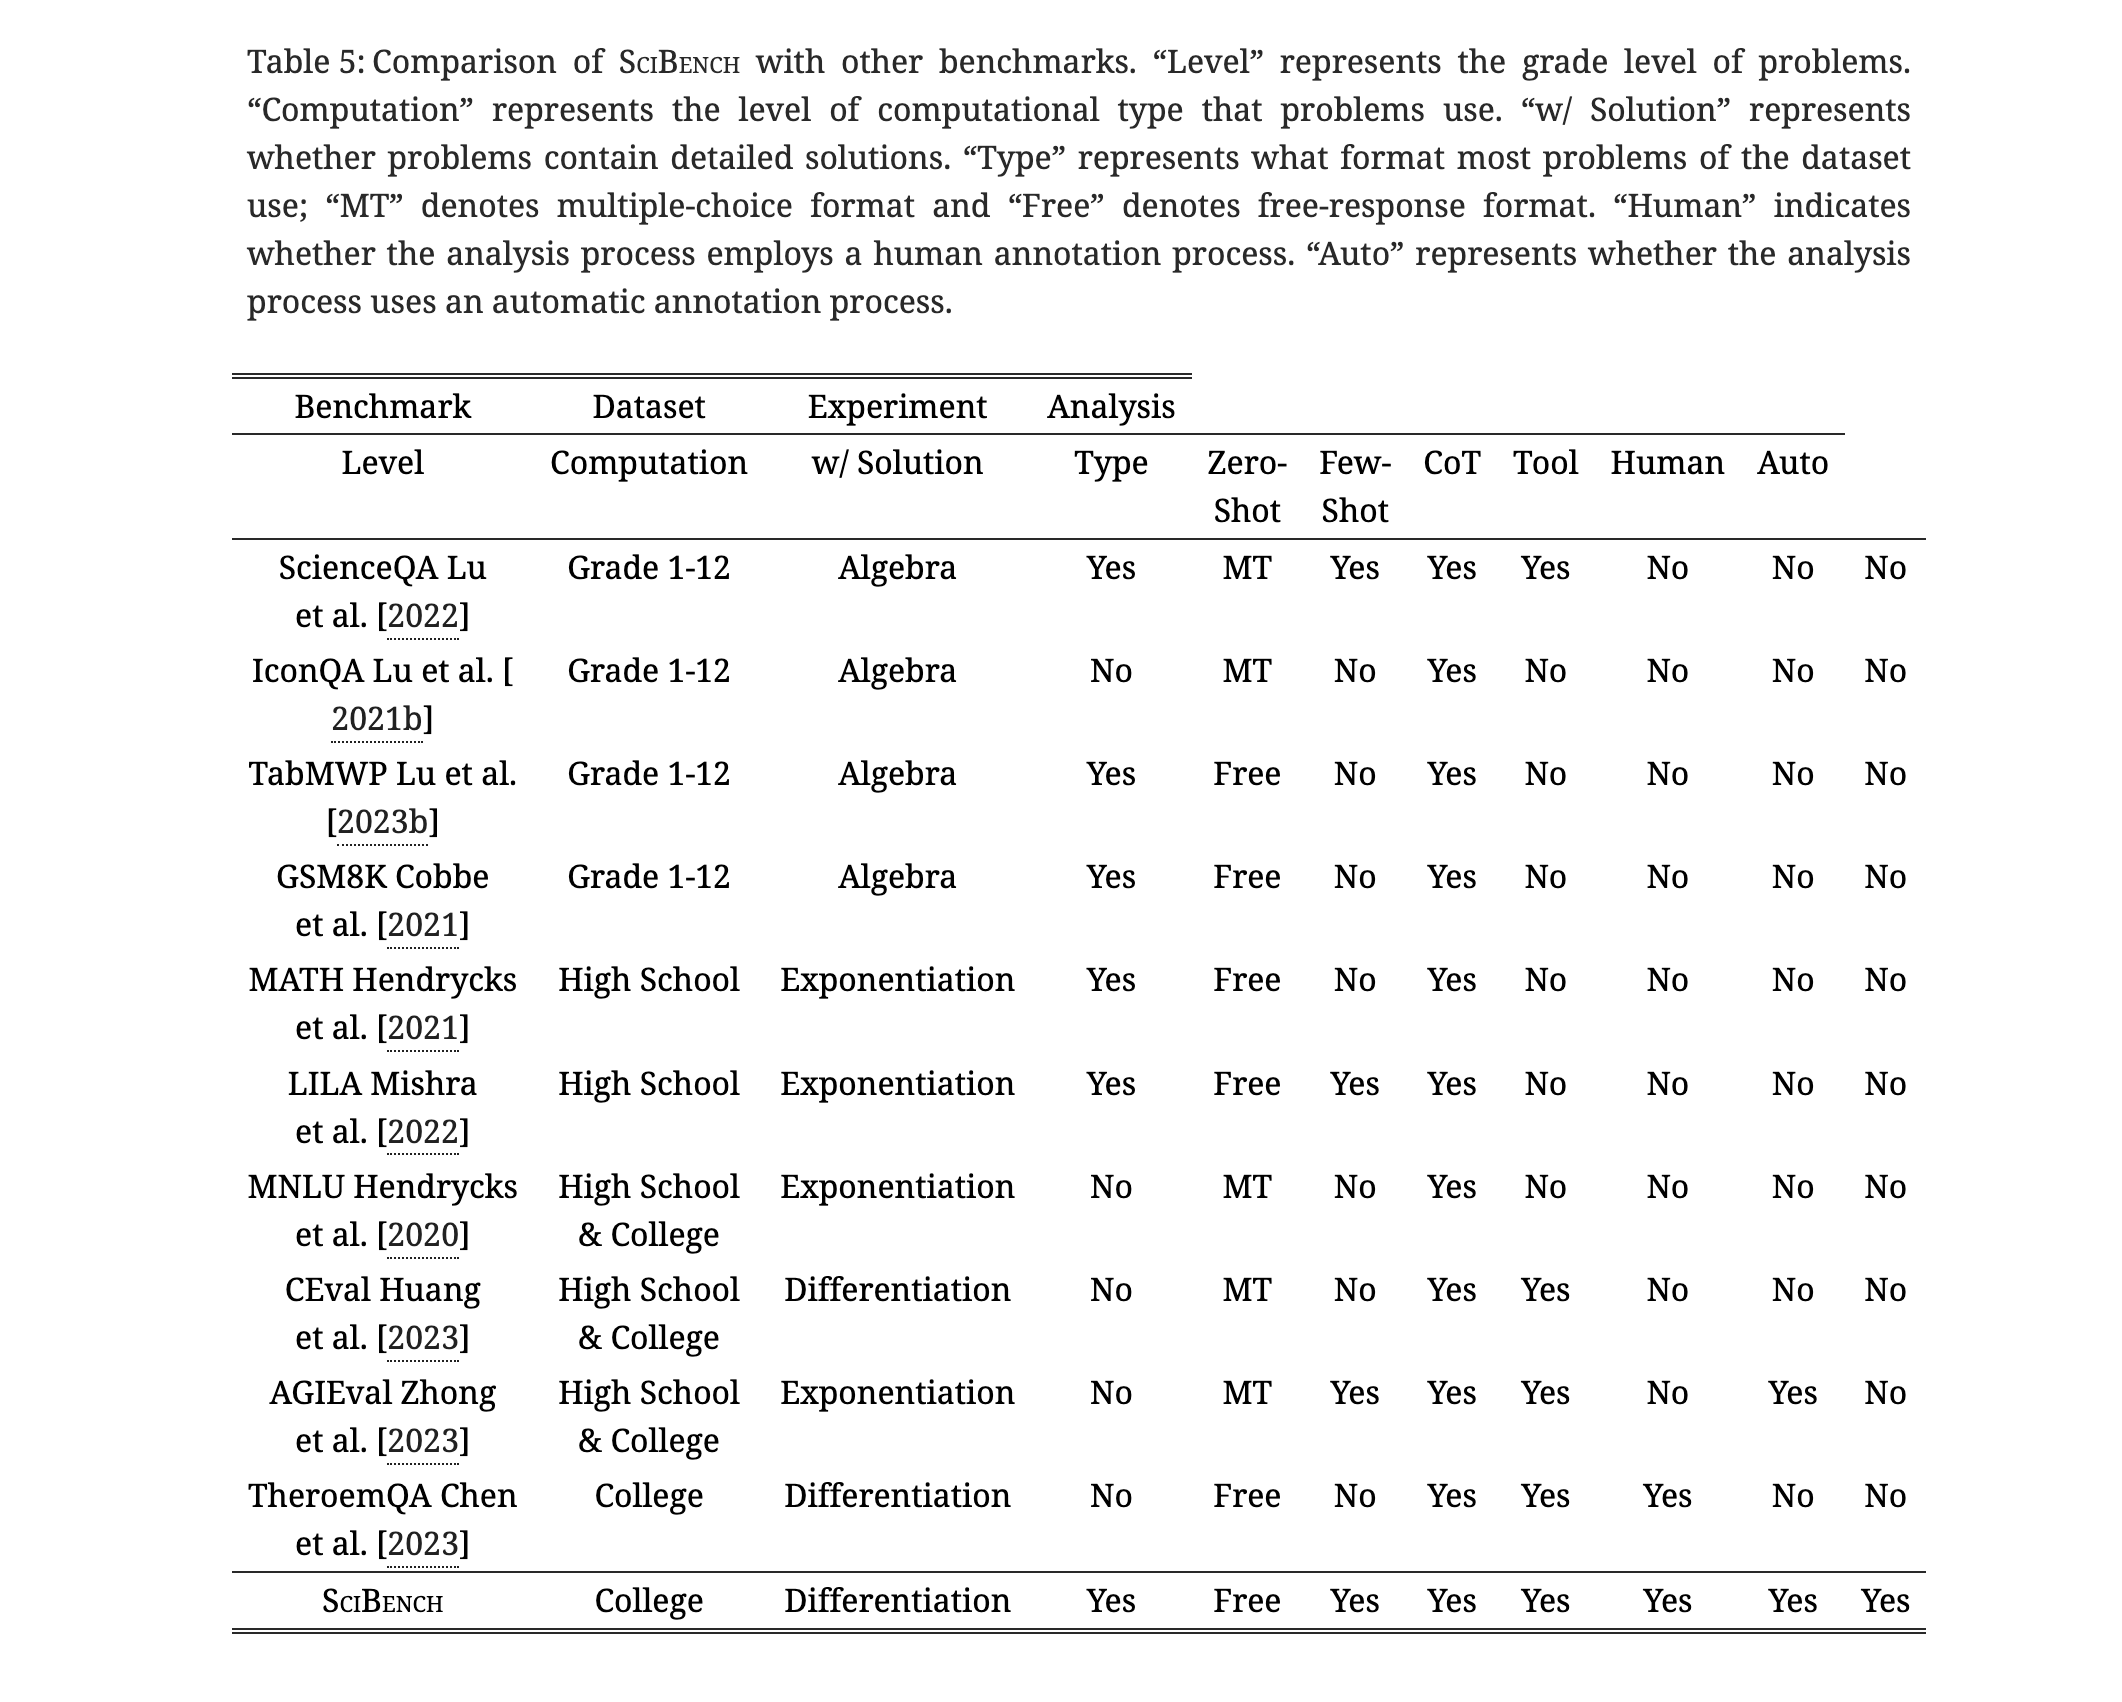 Table 5: Comparison of SciBench with other benchmarks. “Level” represents the grade level of problems.
“Computation” represents the level of computational type that problems use. “w/ Solution” represents
whether problems contain detailed solutions. “Type” represents what format most problems of the dataset
use; “MT” denotes multiple-choice format and “Free” denotes free-response format. “Human” indicates
whether the analysis process employs a human annotation process. “Auto” represents whether the analysis
process uses an automatic annotation process.
Benchmark Dataset Experiment Analysis
Level Computation w/ Solution Type Zero- Few- CoT Tool Human Auto
Shot Shot
ScienceQA Lu Grade 1-12 Algebra Yes MT Yes Yes Yes No No No
et al. [2022]
IconQA Lu et al. [ Grade 1-12 Algebra No MT No Yes No No No No
2021b]
TabMWP Lu et al. Grade 1-12 Algebra Yes Free No Yes No No No No
[2023b]
GSM8K Cobbe Grade 1-12 Algebra Yes Free No Yes No No No No
et al. [2021]
MATH Hendrycks High School Exponentiation Yes Free No Yes No No No No
et al. [2021]
LILA Mishra High School Exponentiation Yes Free Yes Yes No No No No
et al. [2022]
MNLU Hendrycks High School Exponentiation No MT No Yes No No No No
et al. [2020] & College
CEval Huang High School Differentiation No MT No Yes Yes No No No
et al. [2023] & College
AGIEval Zhong High School Exponentiation No MT Yes Yes Yes No Yes No
et al. [2023] & College
TheroemQA Chen College Differentiation No Free No Yes Yes Yes No No
et al. [2023]
SciBench College Differentiation Yes Free Yes Yes Yes Yes Yes Yes